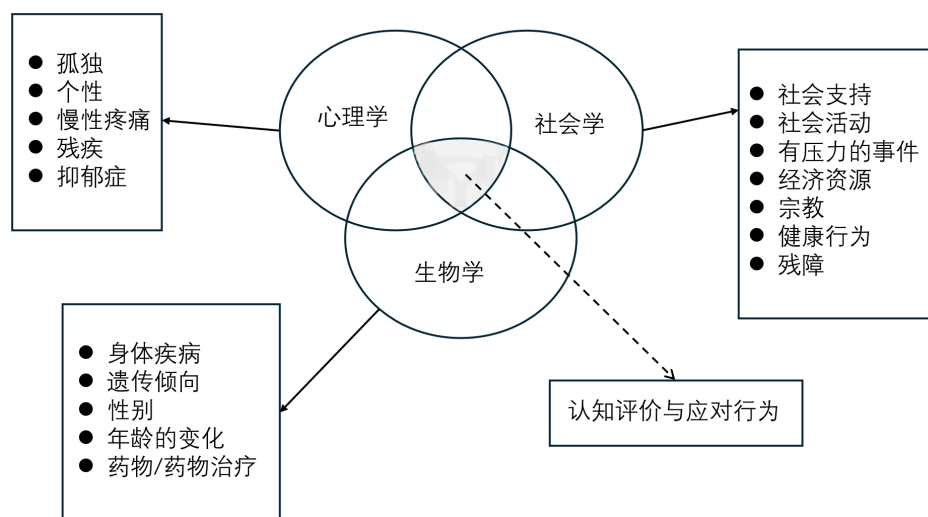 孤独
个性
慢性疼痛
残疾
抑郁症
心理学
社会学
生物学
社会支持
社会活动
有压力的事件
经济资源
宗教
健康行为
残障
身体疾病
遗传倾向
性别
年龄的变化
药物/药物治疗
认知评价与应对行为